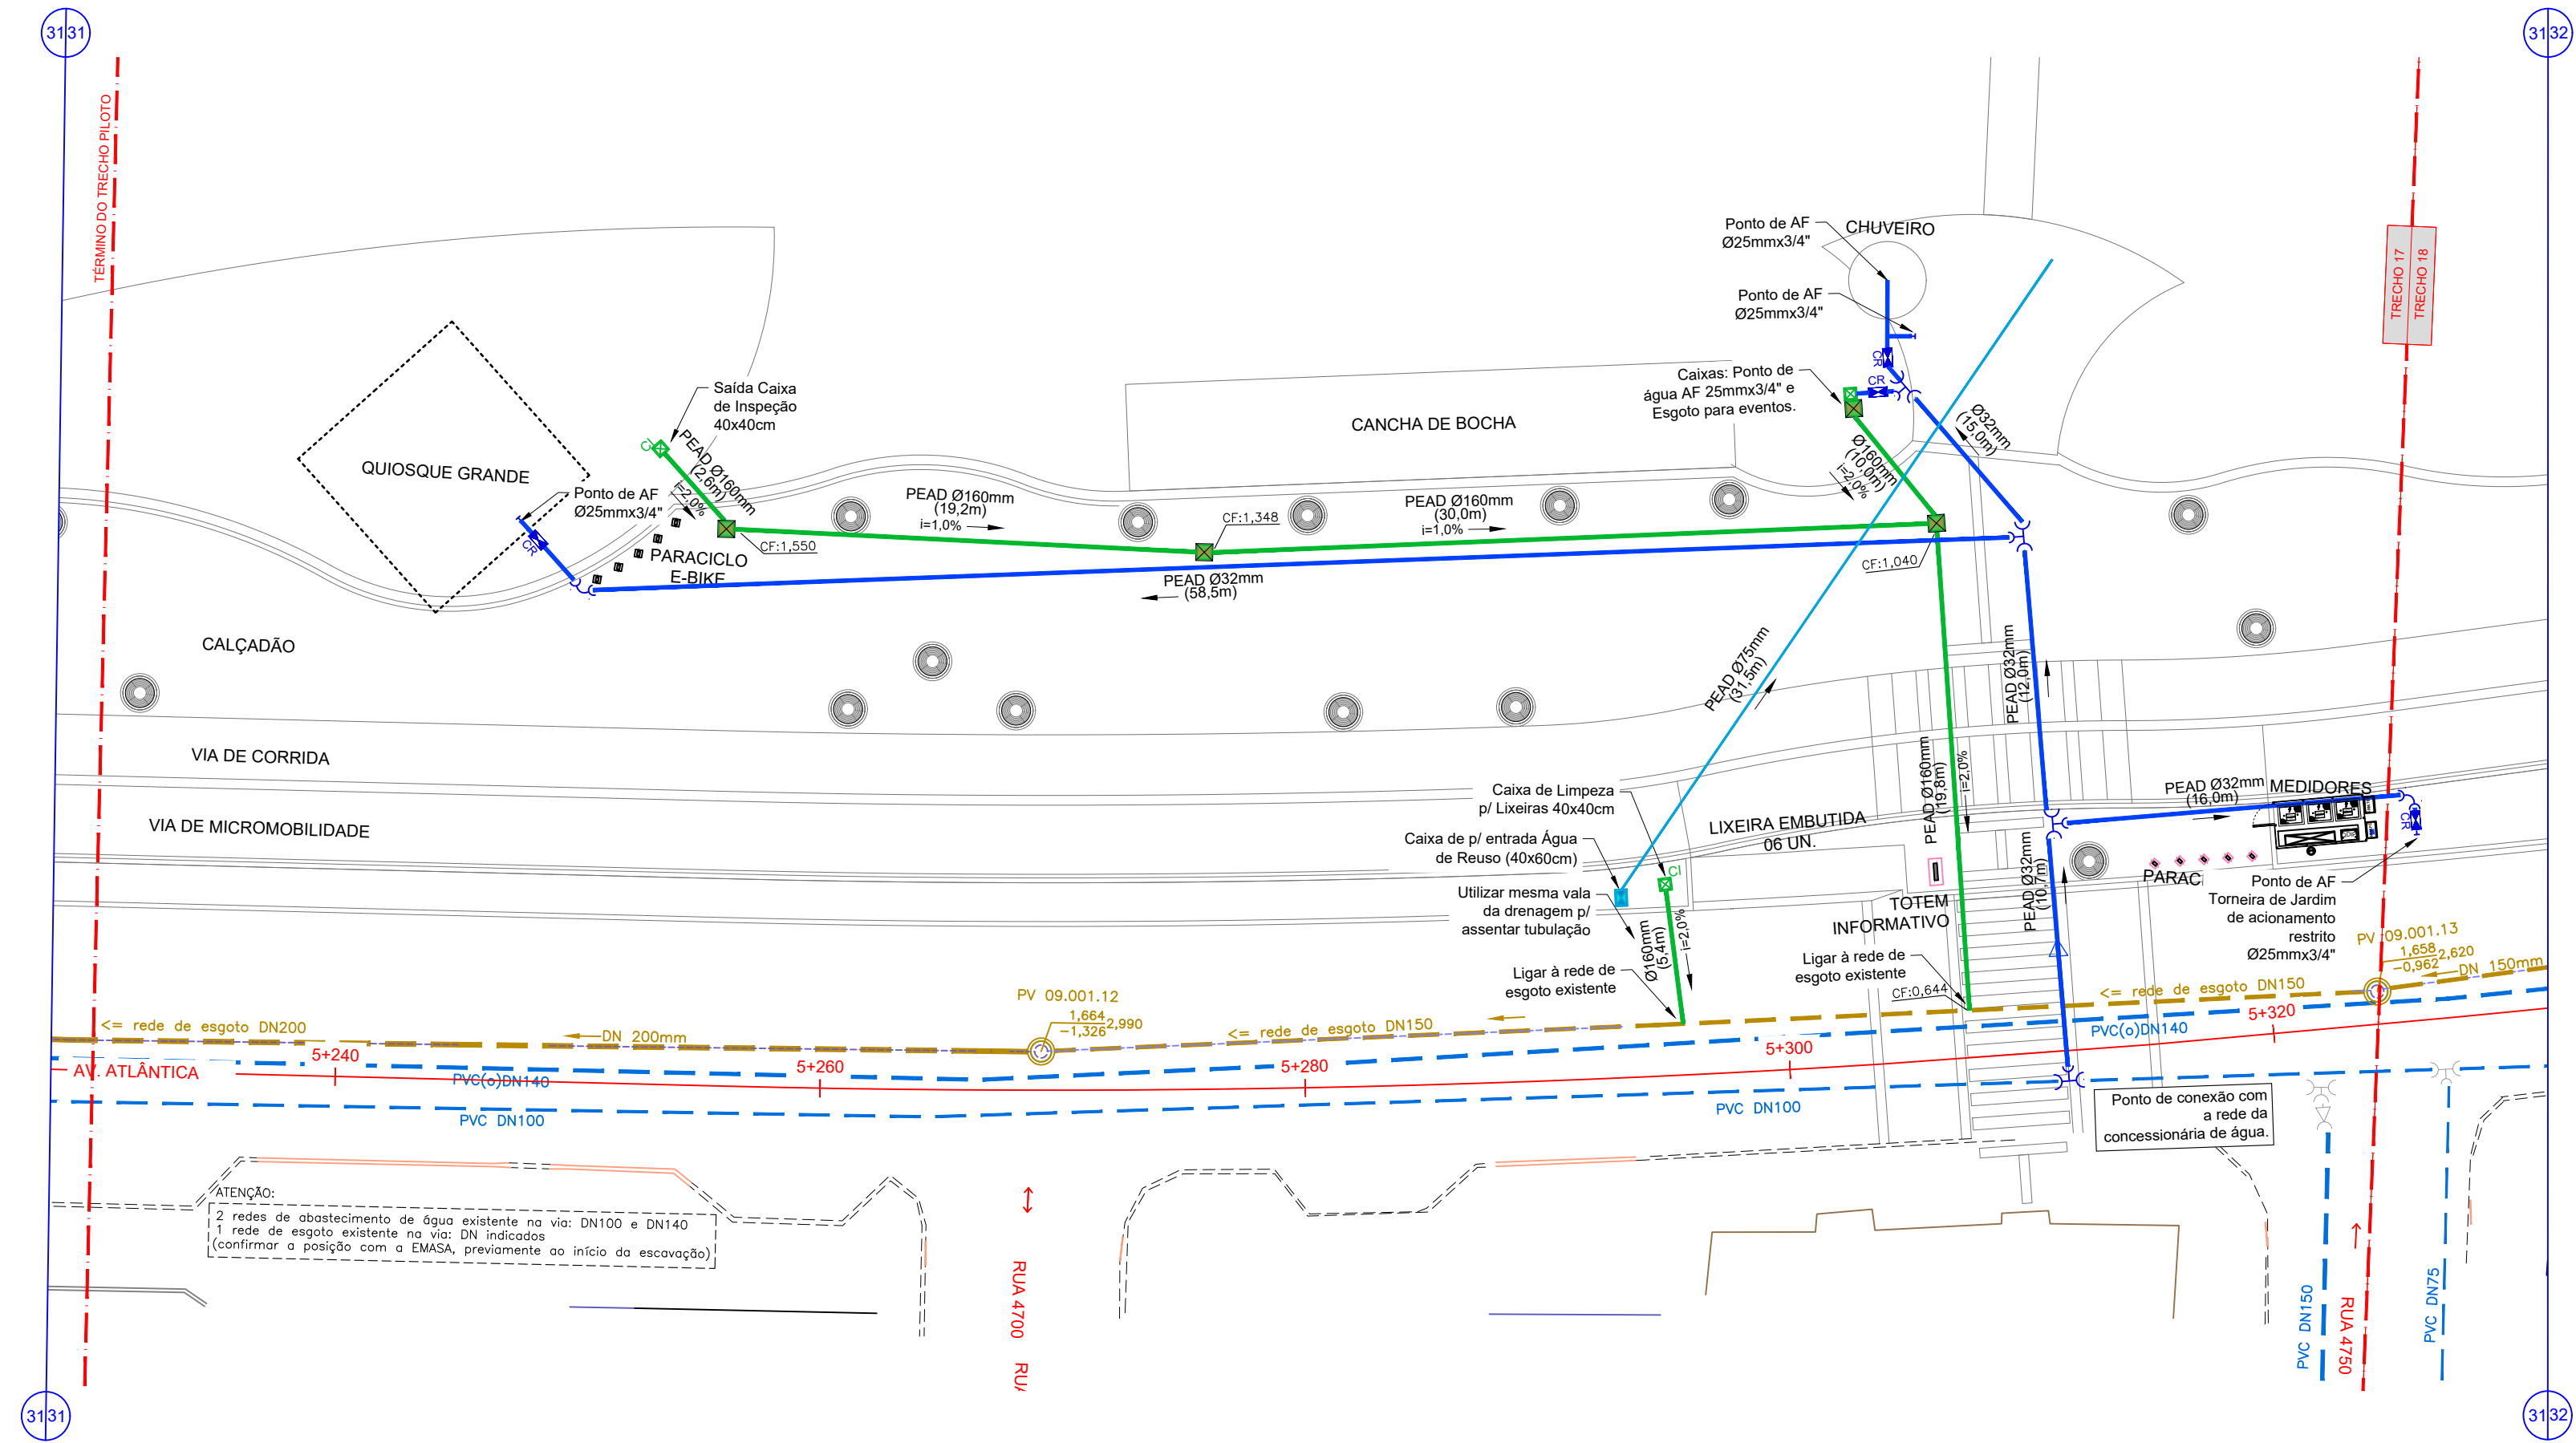 31 31
31 32
TÉRMINO DO TRECHO PILOTO
TRECHO 17
TRECHO 18
Ponto de AF
Ø25mmx3/4"
CHUVEIRO
Ponto de AF
Ø25mmx3/4"
CR
CR
Caixas: Ponto de
água AF 25mmx3/4" e
Esgoto para eventos.
Saída Caixa
de Inspeção
40x40cm
CI
PEAD Ø160mm
(2,6m)
i=2,0%
QUIOSQUE GRANDE
Ponto de AF
Ø25mmx3/4"
CR
CANCHA DE BOCHA
Ø32mm
(15,0m)
Ø160mm
(10,0m)
i=2,0%
PEAD Ø160mm
(19,2m)
i=1,0%
CF:1,348
PEAD Ø160mm
(30,0m)
i=1,0%
CF:1,550
PARACICLO
E-BIKE
CF:1,040
PEAD Ø32mm
(58,5m)
CALÇADÃO
PEAD Ø75mm
(31,5m)
PEAD Ø32mm
(12,0m)
VIA DE CORRIDA
PEAD Ø160mm
(19,8m)
i=2,0%
VIA DE MICROMOBILIDADE
Caixa de Limpeza
p/ Lixeiras 40x40cm
LIXEIRA EMBUTIDA
06 UN.
PEAD Ø32mm
(16,0m)
MEDIDORES
CR
Caixa de p/ entrada Água
de Reuso (40x60cm)
CI
PEAD Ø32mm
(10,7m)
PARAC
Utilizar mesma vala
da drenagem p/
assentar tubulação
Ø160mm
(5,4m)
i=2,0%
TOTEM
INFORMATIVO
Ponto de AF
Torneira de Jardim
de acionamento
restrito
Ø25mmx3/4"
Ligar à rede de
esgoto existente
Ligar à rede de
esgoto existente
CF:0,644
PV 09.001.13
1,658
-0,962
2,620
DN 150mm
PV 09.001.12
1,664
-1,326
2,990
<= rede de esgoto DN200
DN 200mm
<= rede de esgoto DN150
<= rede de esgoto DN150
5+240
5+260
5+280
5+300
5+320
AV. ATLÂNTICA
PVC(o)DN140
PVC(o)DN140
PVC DN100
PVC DN100
Ponto de conexão com
a rede da
concessionária de água.
ATENÇÃO:
2 redes de abastecimento de água existente na via: DN100 e DN140
1 rede de esgoto existente na via: DN indicados
(confirmar a posição com a EMASA, previamente ao início da escavação)
RUA 4700
RUA
PVC DN150
RUA 4750
PVC DN75
31 31
31 32